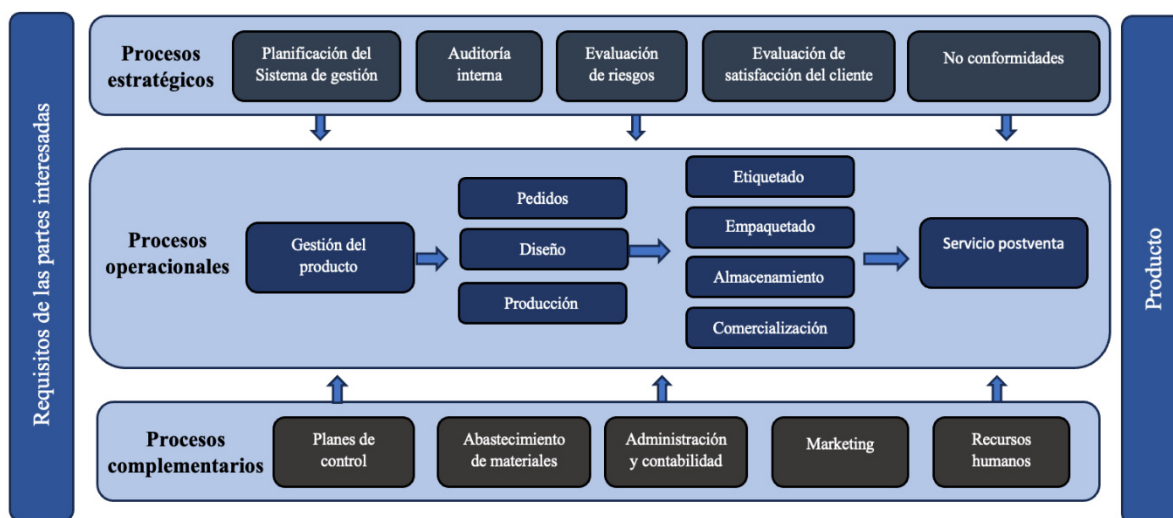 Requisitos de las partes interesadas
Procesos
estratégicos
Planificación del
Sistema de gestión
Auditoría
interna
Evaluación
de riesgos
Evaluación de
satisfacción del cliente
No conformidades
Procesos
operacionales
Gestión del
producto
Pedidos
Diseño
Producción
Etiquetado
Empaquetado
Almacenamiento
Comercialización
Servicio postventa
Procesos
complementarios
Planes de
control
Abastecimiento
de materiales
Administración
y contabilidad
Marketing
Recursos
humanos
Producto